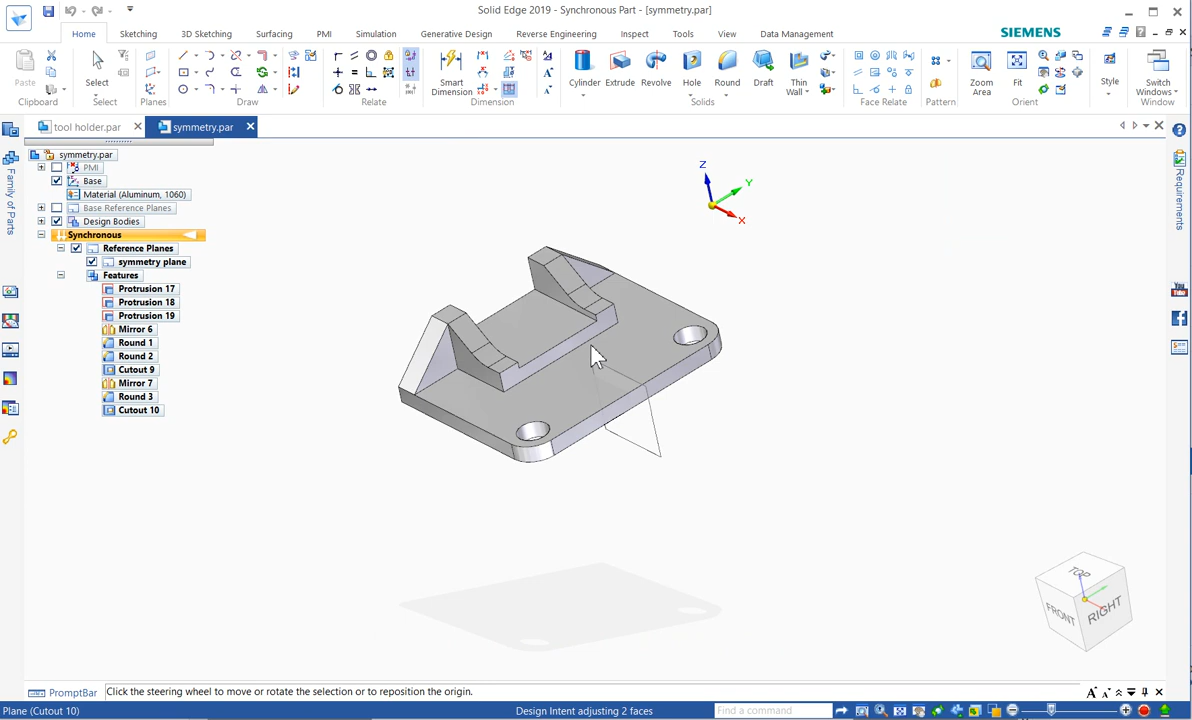 Solid Edge 2019 - Synchronous Part - [symmetry.par]
Home
Sketching
3D Sketching
Surfacing
PMI
Simulation
Generative Design
Reverse Engineering
Inspect
Tools
View
Data Management
SIEMENS
Paste
Select
Smart Dimension
Cylinder
Extrude
Revolve
Hole
Round
Draft
Thin Wall
Zoom Area
Fit
Style
Switch Windows
Clipboard
Select
Planes
Draw
Relate
Dimension
Solids
Face Relate
Pattern
Orient
Window
tool holder.par
symmetry.par
Family of Parts
Requirements
You Tube
symmetry.par
PMI
Base
Material (Aluminum, 1060)
Base Reference Planes
Design Bodies
Synchronous
Reference Planes
symmetry plane
Features
Protrusion 17
Protrusion 18
Protrusion 19
Mirror 6
Round 1
Round 2
Cutout 9
Mirror 7
Round 3
Cutout 10
Z
Y
X
TOP
FRONT
RIGHT
PromptBar
Click the steering wheel to move or rotate the selection or to reposition the origin.
Plane (Cutout 10)
Design Intent adjusting 2 faces
Find a command